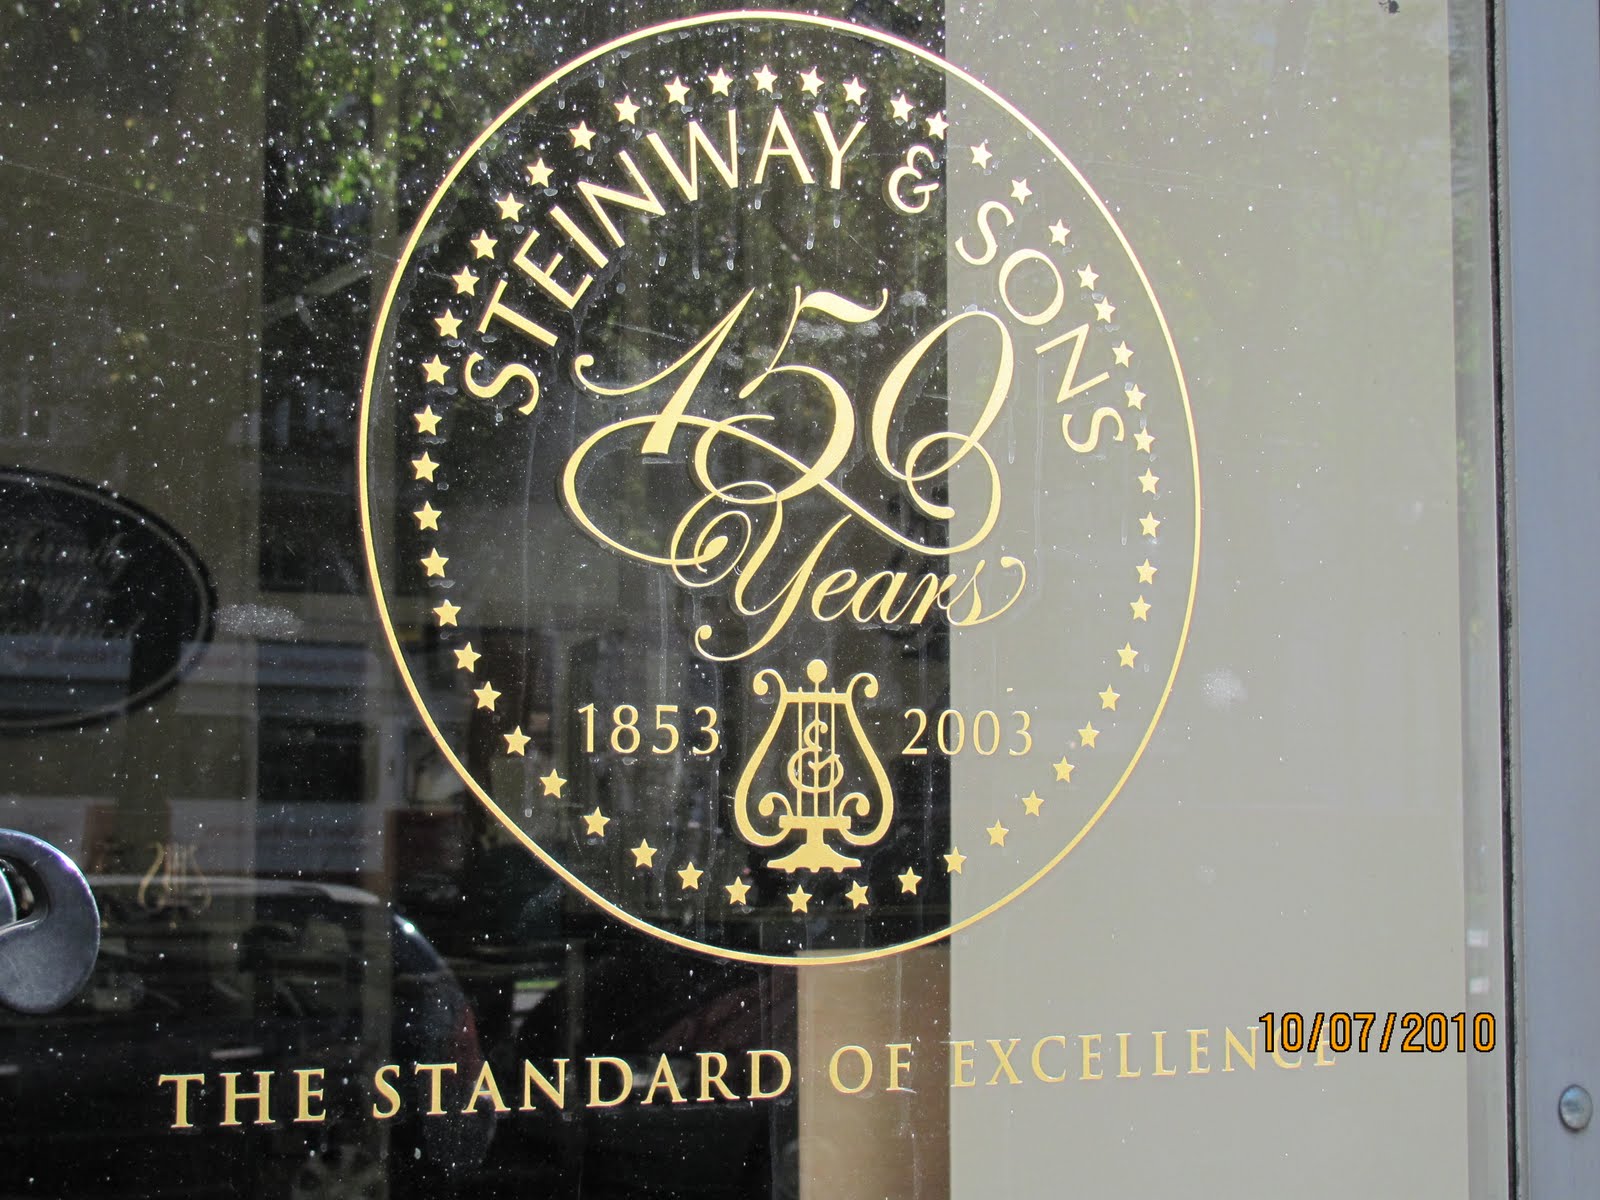 STEINWAY & SONS
150
Years
1853 2003
THE STANDARD OF EXCELLENCE
10/07/2010